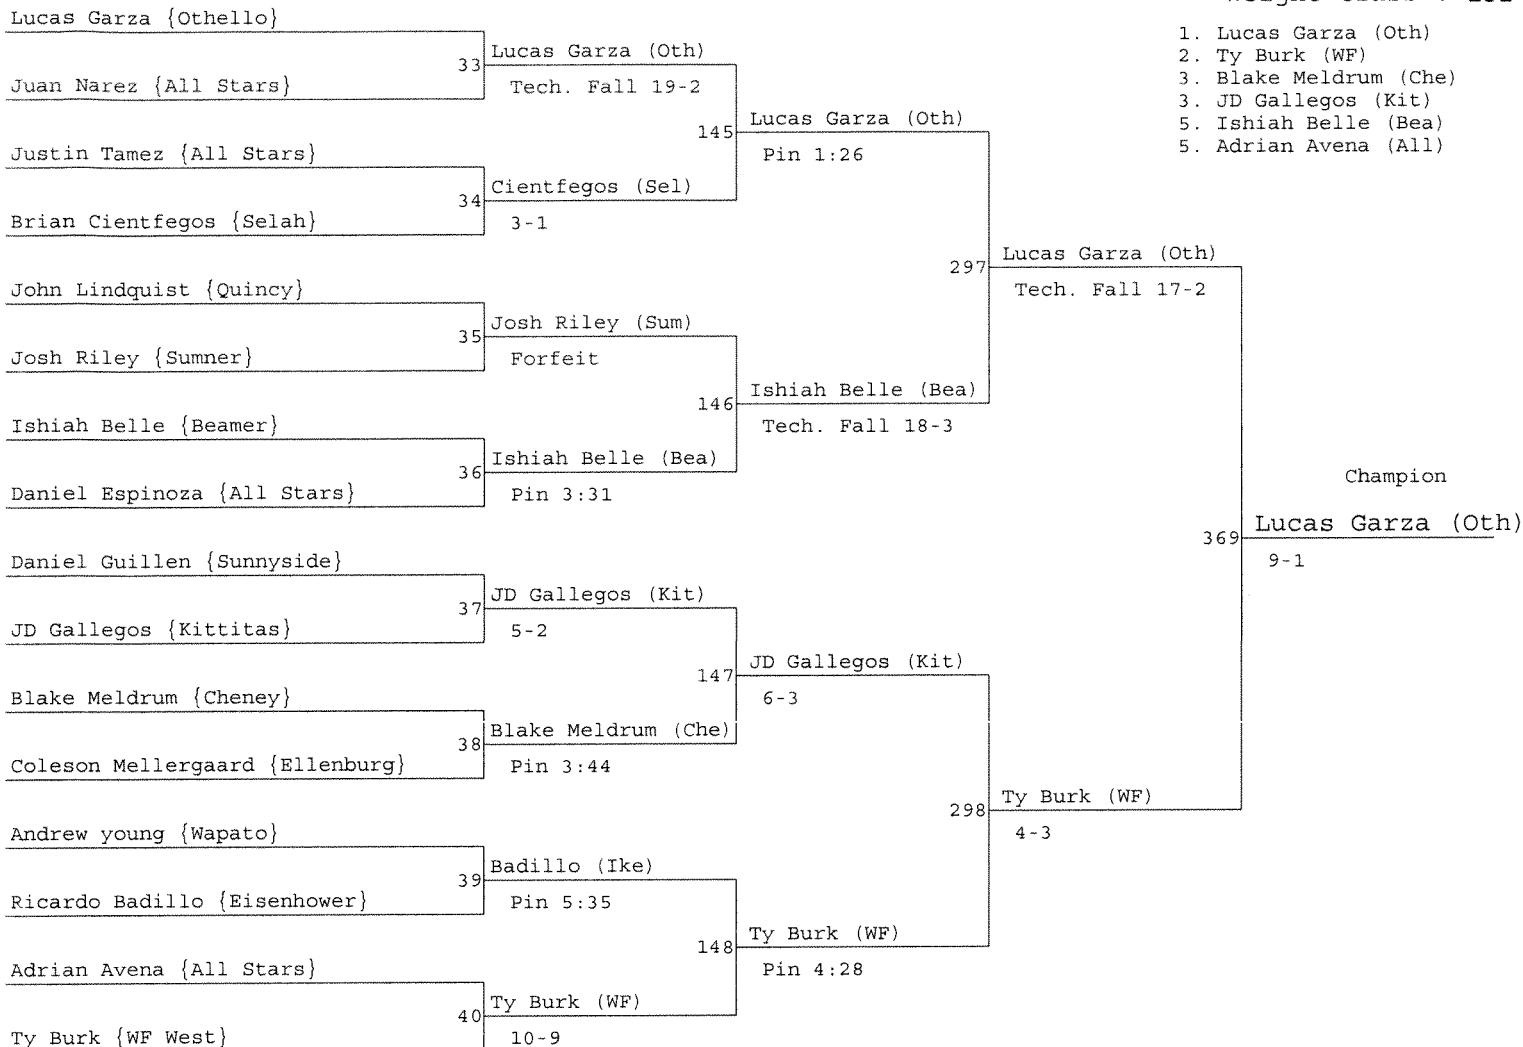 Lucas Garza {Othello}
Juan Narez {All Stars}
Justin Tamez {All Stars}
Brian Cientfegos {Selah}
John Lindquist {Quincy}
Josh Riley {Sumner}
Ishiah Belle {Beamer}
Daniel Espinoza {All Stars}
Daniel Guillen {Sunnyside}
JD Gallegos {Kittitas}
Blake Meldrum {Cheney}
Coleson Mellergaard {Ellenburg}
Andrew young {Wapato}
Ricardo Badillo {Eisenhower}
Adrian Avena {All Stars}
Ty Burk {WF West}
33 Lucas Garza (Oth)
Tech. Fall 19-2
34 Cientfegos (Sel)
3-1
35 Josh Riley (Sum)
Forfeit
36 Ishiah Belle (Bea)
Pin 3:31
37 JD Gallegos (Kit)
5-2
38 Blake Meldrum (Che)
Pin 3:44
39 Badillo (Ike)
Pin 5:35
40 Ty Burk (WF)
10-9
145 Lucas Garza (Oth)
Pin 1:26
146 Ishiah Belle (Bea)
Tech. Fall 18-3
147 JD Gallegos (Kit)
6-3
148 Ty Burk (WF)
Pin 4:28
297 Lucas Garza (Oth)
Tech. Fall 17-2
298 Ty Burk (WF)
4-3
Champion
369 Lucas Garza (Oth)
9-1
1. Lucas Garza (Oth)
2. Ty Burk (WF)
3. Blake Meldrum (Che)
3. JD Gallegos (Kit)
5. Ishiah Belle (Bea)
5. Adrian Avena (All)